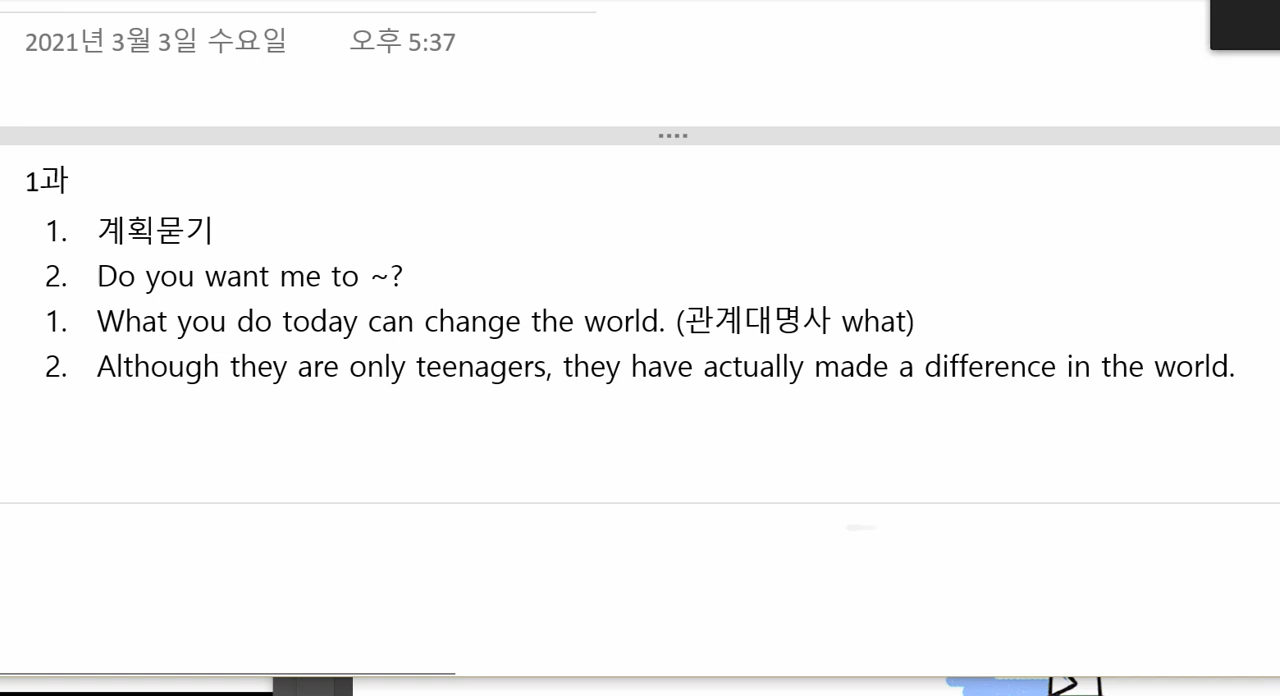 2021년 3월 3일 수요일 오후 5:37
1과
1. 계획묻기
2. Do you want me to ~?
1. What you do today can change the world. (관계대명사 what)
2. Although they are only teenagers, they have actually made a difference in the world.